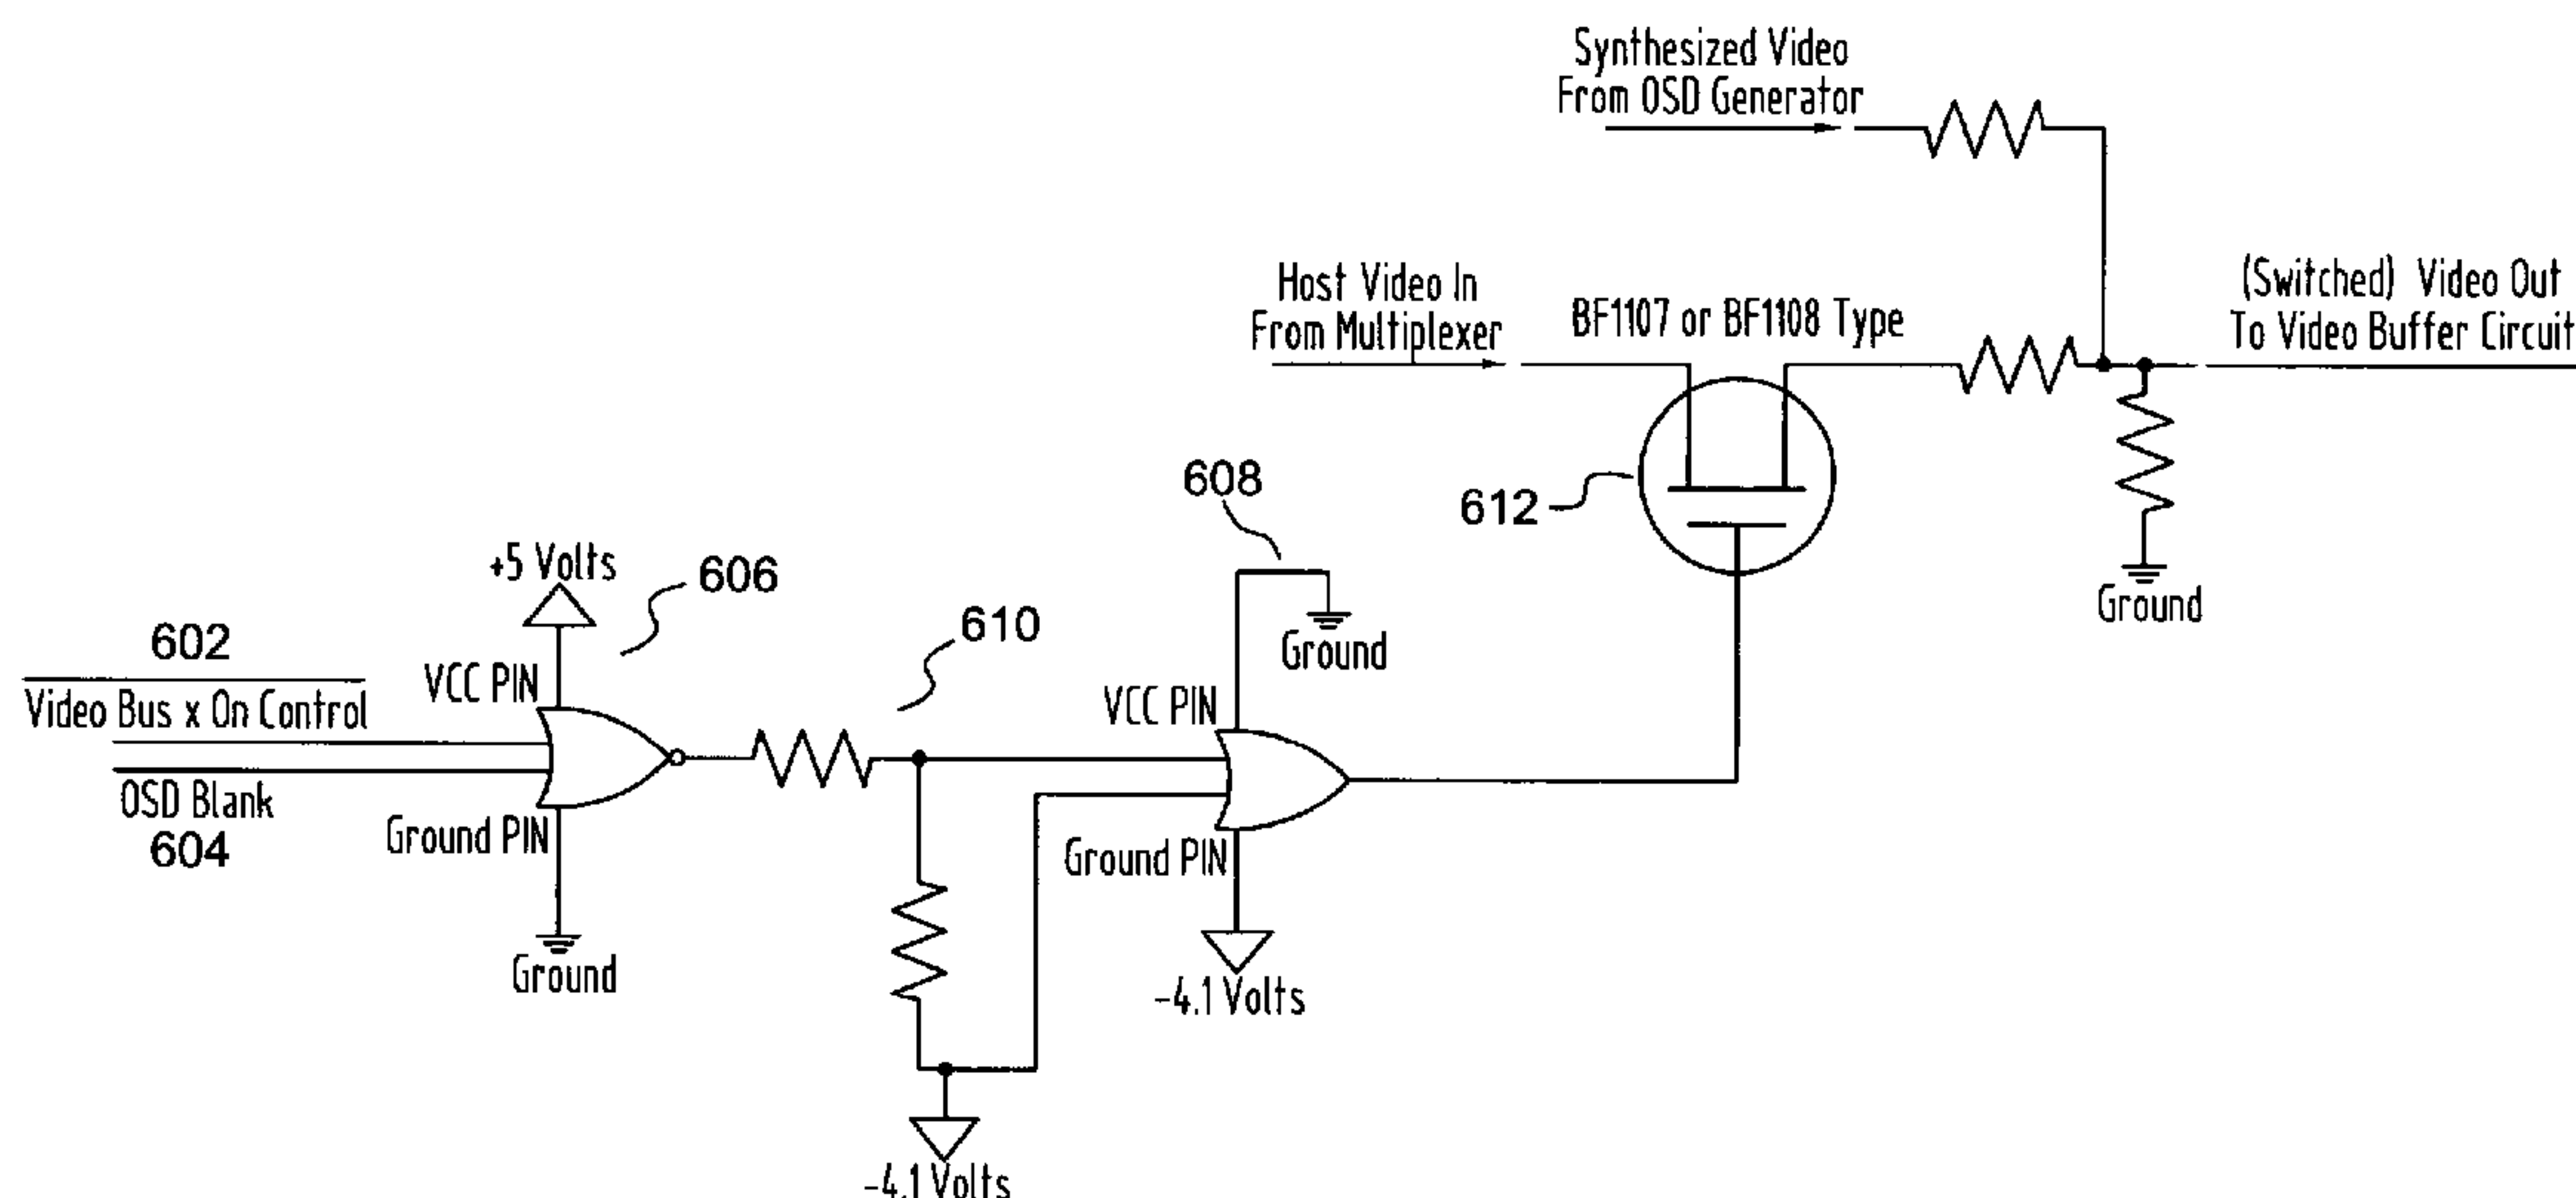 Synthesized Video
From OSD Generator
Host Video In
From Multiplexer
BF1107 or BF1108 Type
(Switched) Video Out
To Video Buffer Circuit
608
612
Ground
+5 Volts
606
610
Ground
602
Video Bus x On Control
VCC PIN
VCC PIN
OSD Blank
604
Ground PIN
Ground PIN
Ground
-4.1 Volts
-4.1 Volts